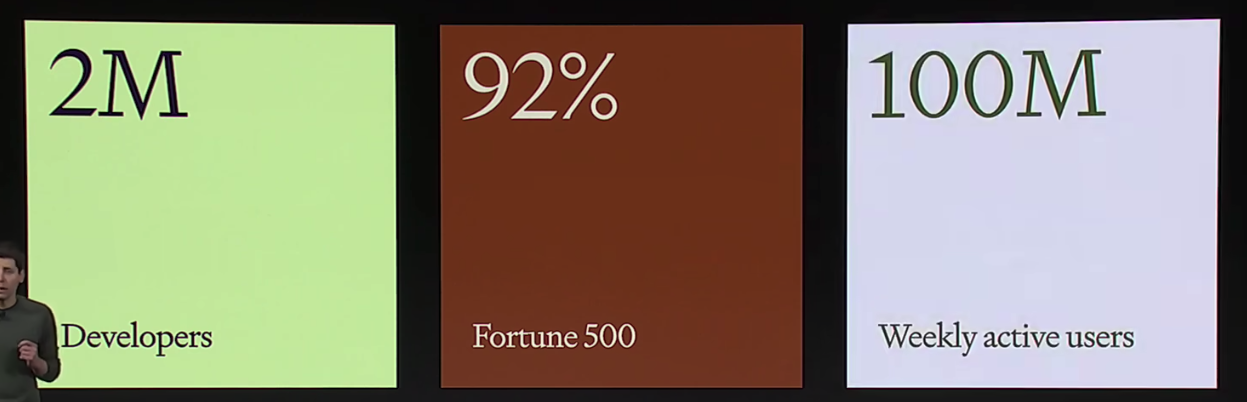 2M
Developers
92%
Fortune 500
100M
Weekly active users